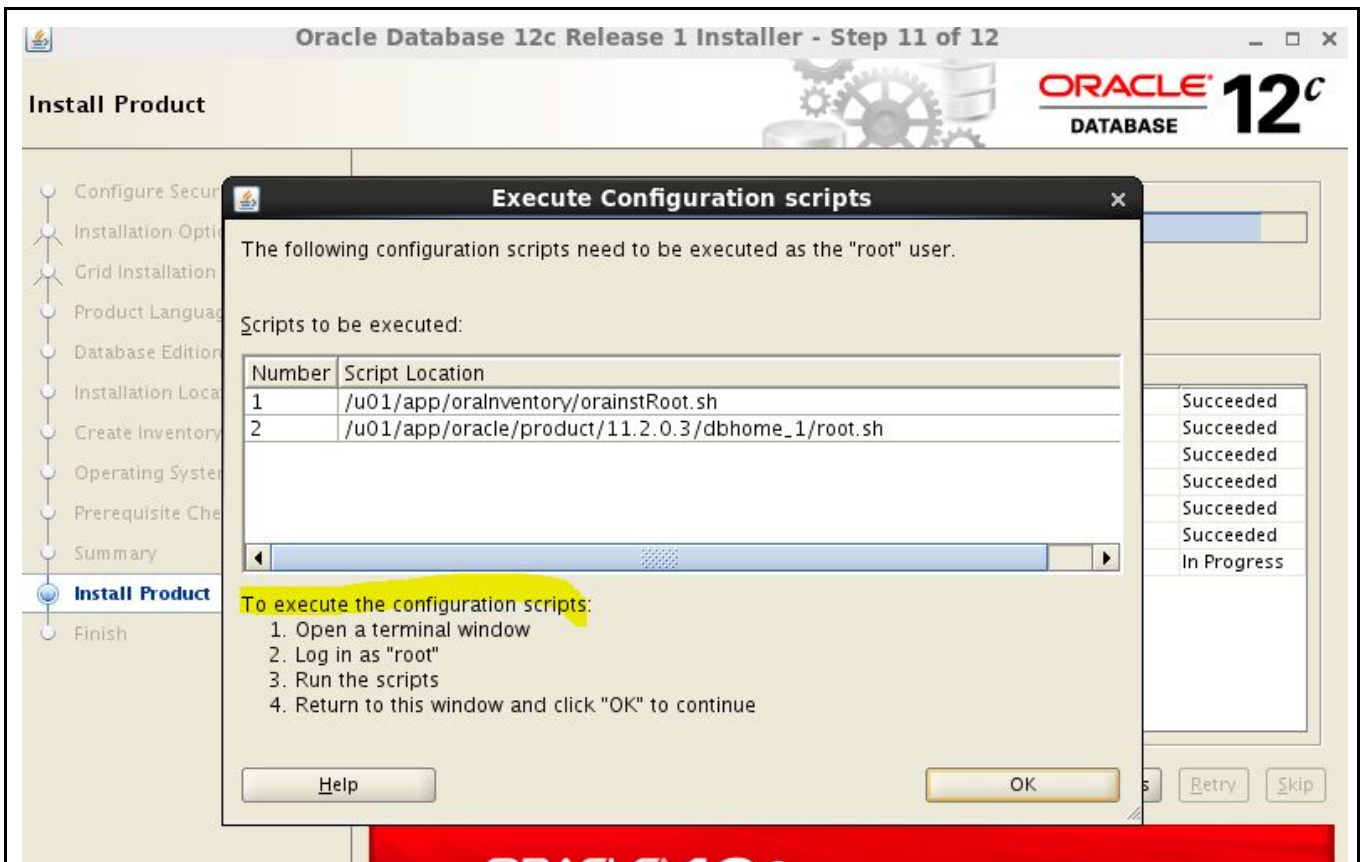 Oracle Database 12c Release 1 Installer - Step 11 of 12
Install Product
ORACLE 12c
DATABASE
Configure Secur
Installation Optio
Grid Installation
Product Languag
Database Edition
Installation Loca
Create Inventory
Operating System
Prerequisite Che
Summary
Install Product
Finish
Execute Configuration scripts
The following configuration scripts need to be executed as the "root" user.
Scripts to be executed:
Number Script Location
1 /u01/app/oraInventory/orainstRoot.sh
2 /u01/app/oracle/product/11.2.0.3/dbhome_1/root.sh
To execute the configuration scripts:
1. Open a terminal window
2. Log in as "root"
3. Run the scripts
4. Return to this window and click "OK" to continue
Help OK
Succeeded
Succeeded
Succeeded
Succeeded
Succeeded
Succeeded
In Progress
s Retry Skip